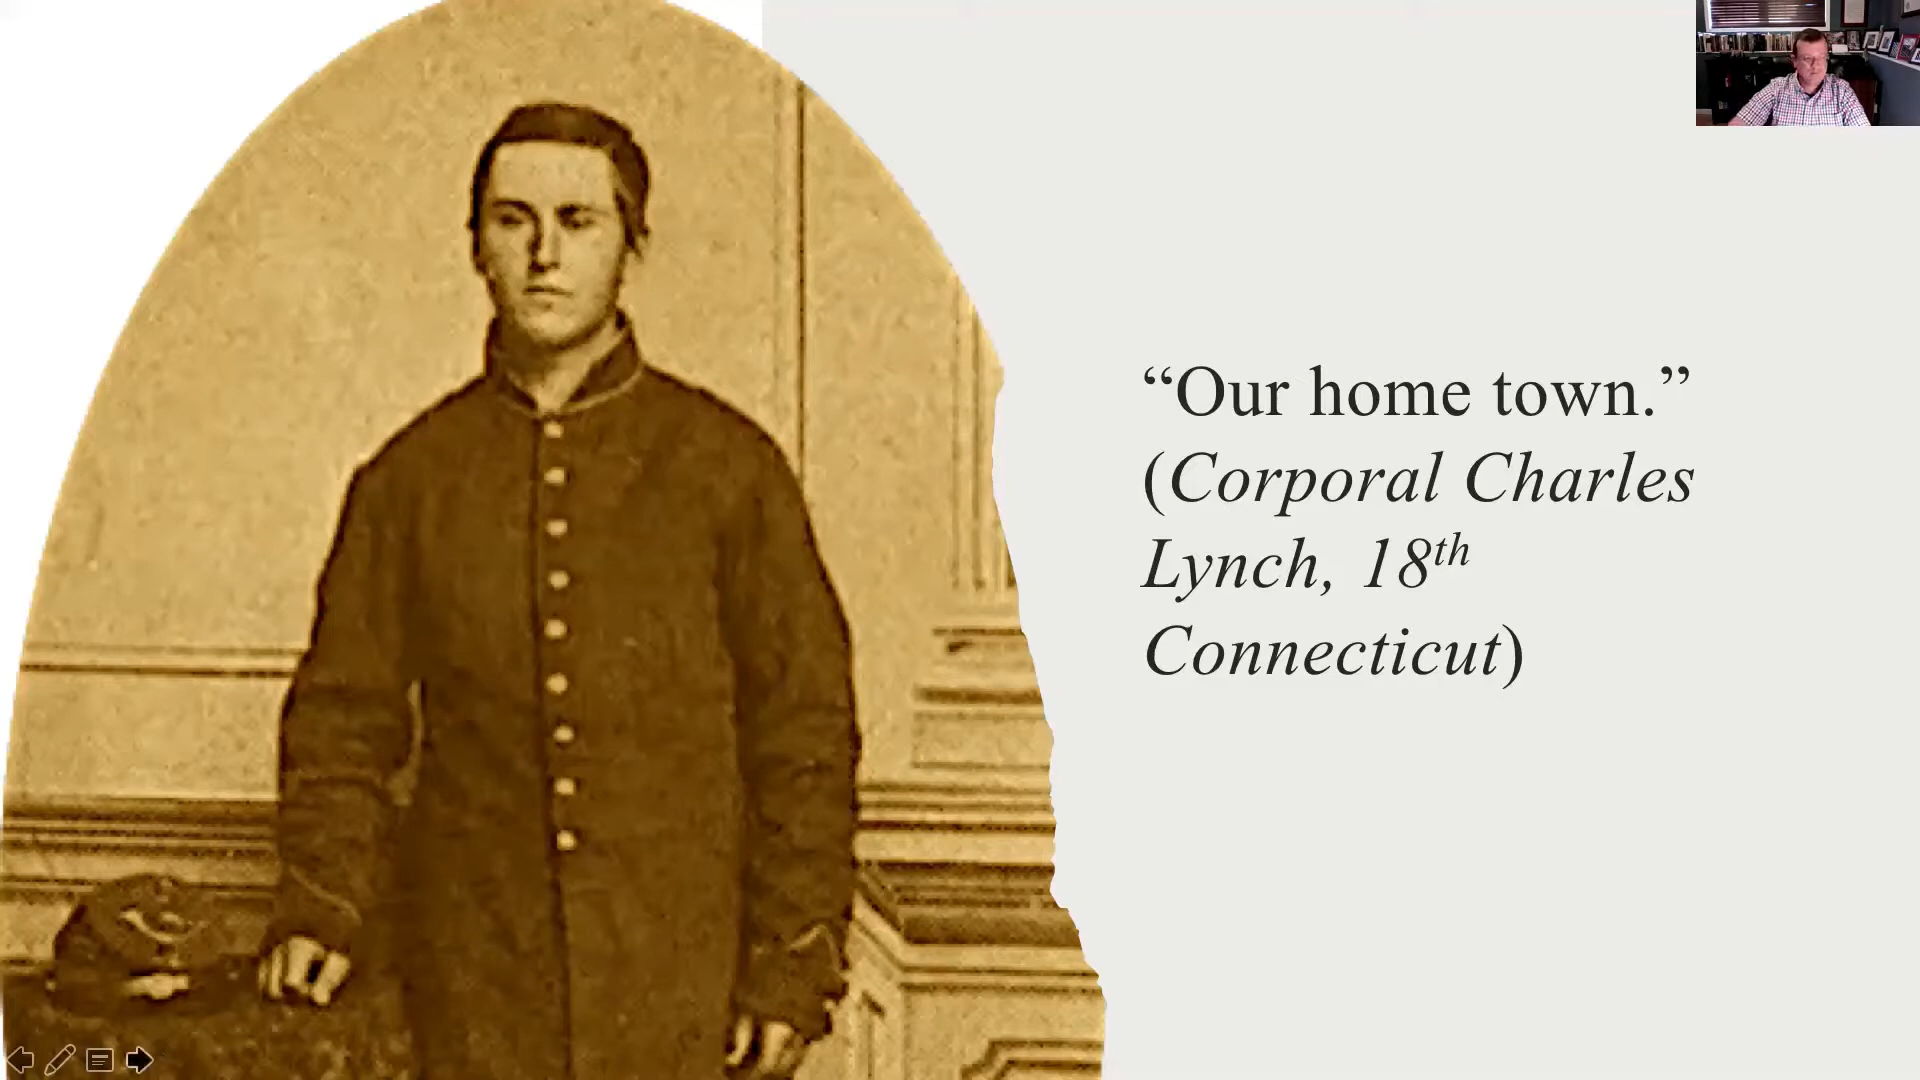 “Our home town.”
(Corporal Charles
Lynch, 18th
Connecticut)